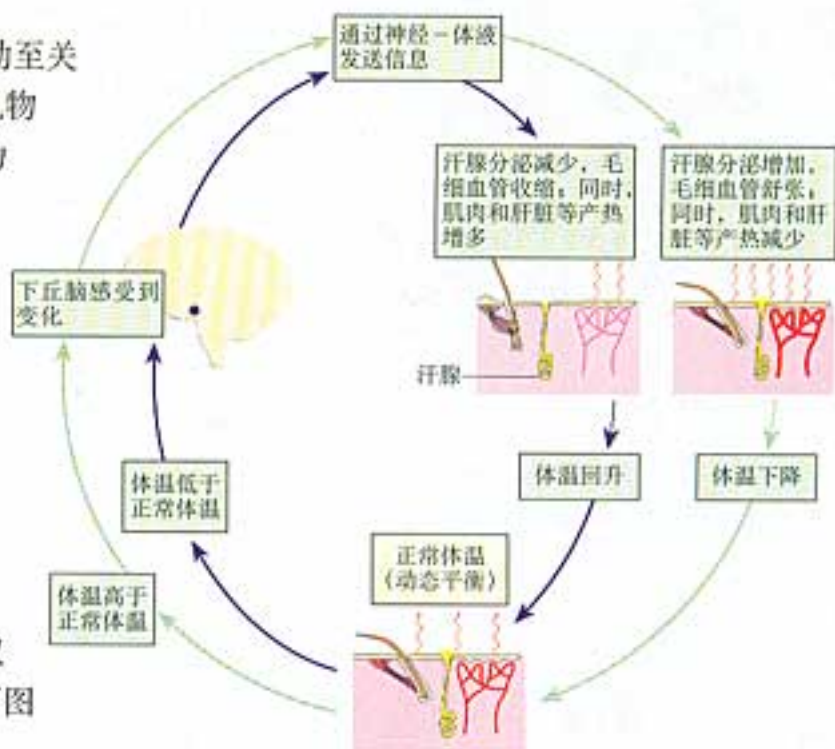 动至关
物
通过神经-体液
发送信息
汗腺分泌减少，毛
细血管收缩；同时，
肌肉和肝脏等产热
增多
汗腺分泌增加，
毛细血管舒张；
同时，肌肉和肝
脏等产热减少
下丘脑感受到
变化
汗腺
体温低于
正常体温
体温回升
体温下降
正常体温
（动态平衡）
体温高于
正常体温
图